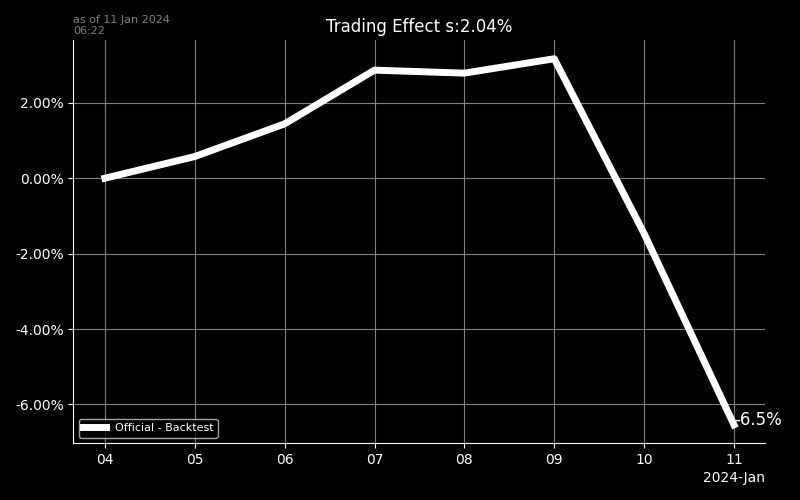 as of 11 Jan 2024
06:22
Trading Effect s:2.04%
2.00%
0.00%
-2.00%
-4.00%
-6.00%
-6.5%
Official - Backtest
04 05 06 07 08 09 10 11
2024-Jan